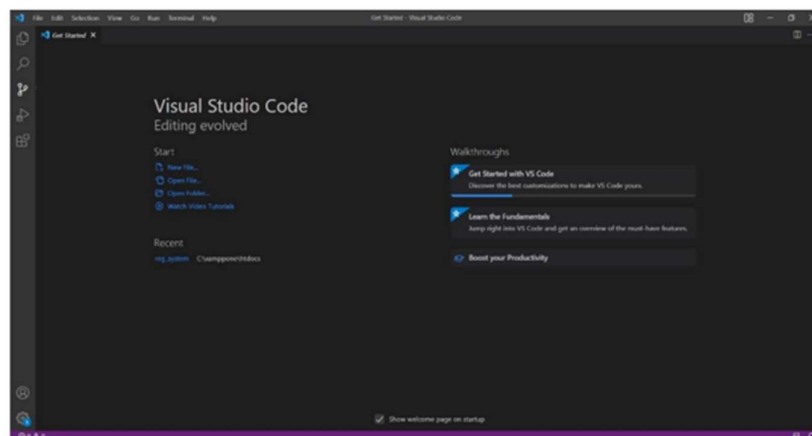 File Edit Selection View Go Run Terminal Help
Get Started - Visual Studio Code
Get Started
Visual Studio Code
Editing evolved
Start
New File...
Open File...
Open Folder...
Watch Video Tutorials
Recent
reg_system C:\xamppone\htdocs
Walkthroughs
Get Started with VS Code
Discover the best customizations to make VS Code yours.
Learn the Fundamentals
Jump right into VS Code and get an overview of the must-have features.
Boost your Productivity
Show welcome page on startup